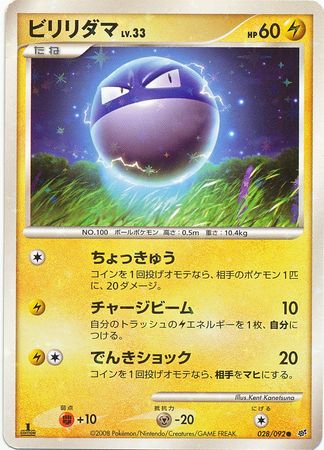 ビリリダマ LV.33 HP60
たね
NO.100 ボールポケモン 高さ：0.5m 重さ：10.4kg
ちょっきゅう
コインを1回投げオモテなら、相手のポケモン1匹
に、20ダメージ。
チャージビーム 10
自分のトラッシュのエネルギーを1枚、自分に
つける。
でんきショック 20
コインを1回投げオモテなら、相手をマヒにする。
Illus.Kent Kanetsuna
弱点 抵抗力 にげる
+10 -20
1 EDITION
©2008 Pokémon/Nintendo/Creatures/GAME FREAK.
028/092